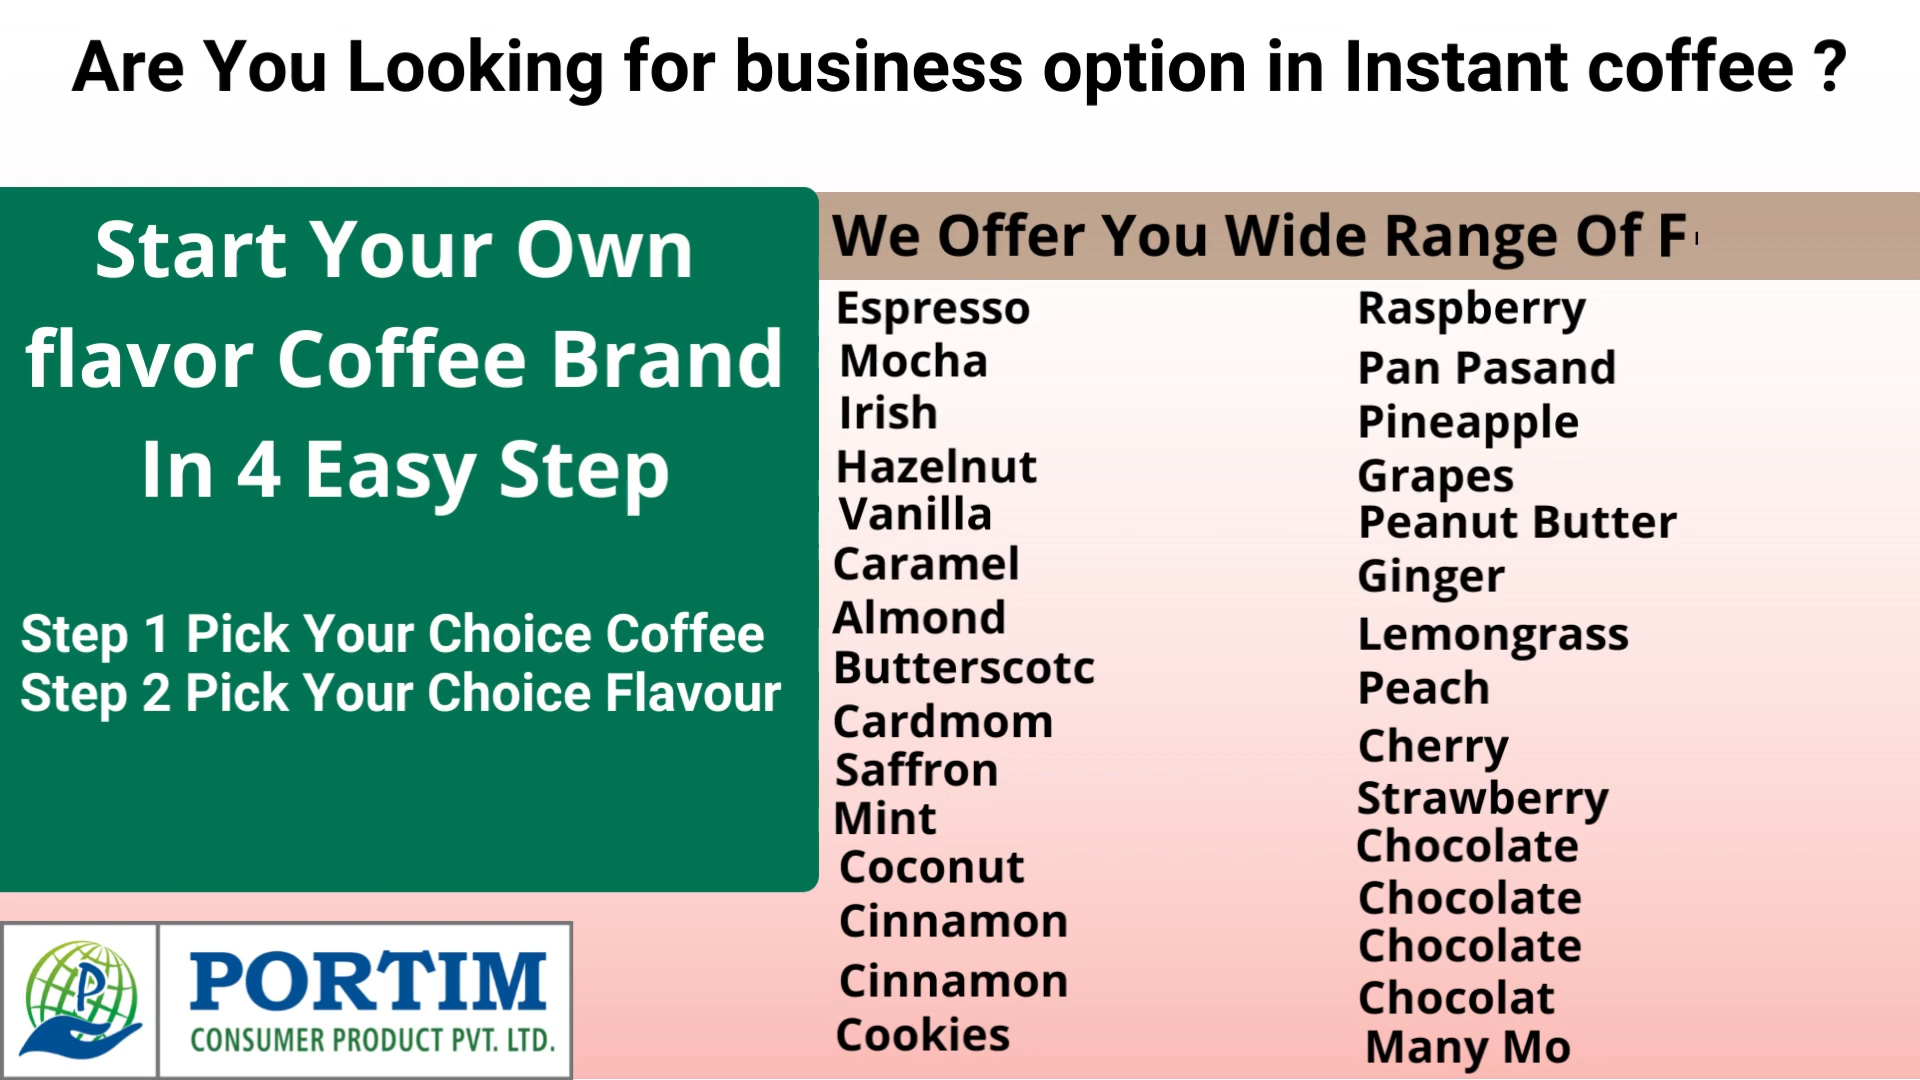 Are You Looking for business option in Instant coffee ?
Start Your Own
flavor Coffee Brand
In 4 Easy Step
Step 1 Pick Your Choice Coffee
Step 2 Pick Your Choice Flavour
We Offer You Wide Range Of F
Espresso
Mocha
Irish
Hazelnut
Vanilla
Caramel
Almond
Butterscotc
Cardmom
Saffron
Mint
Coconut
Cinnamon
Cinnamon
Cookies
Raspberry
Pan Pasand
Pineapple
Grapes
Peanut Butter
Ginger
Lemongrass
Peach
Cherry
Strawberry
Chocolate
Chocolate
Chocolate
Chocolat
Many Mo
P
PORTIM
CONSUMER PRODUCT PVT. LTD.